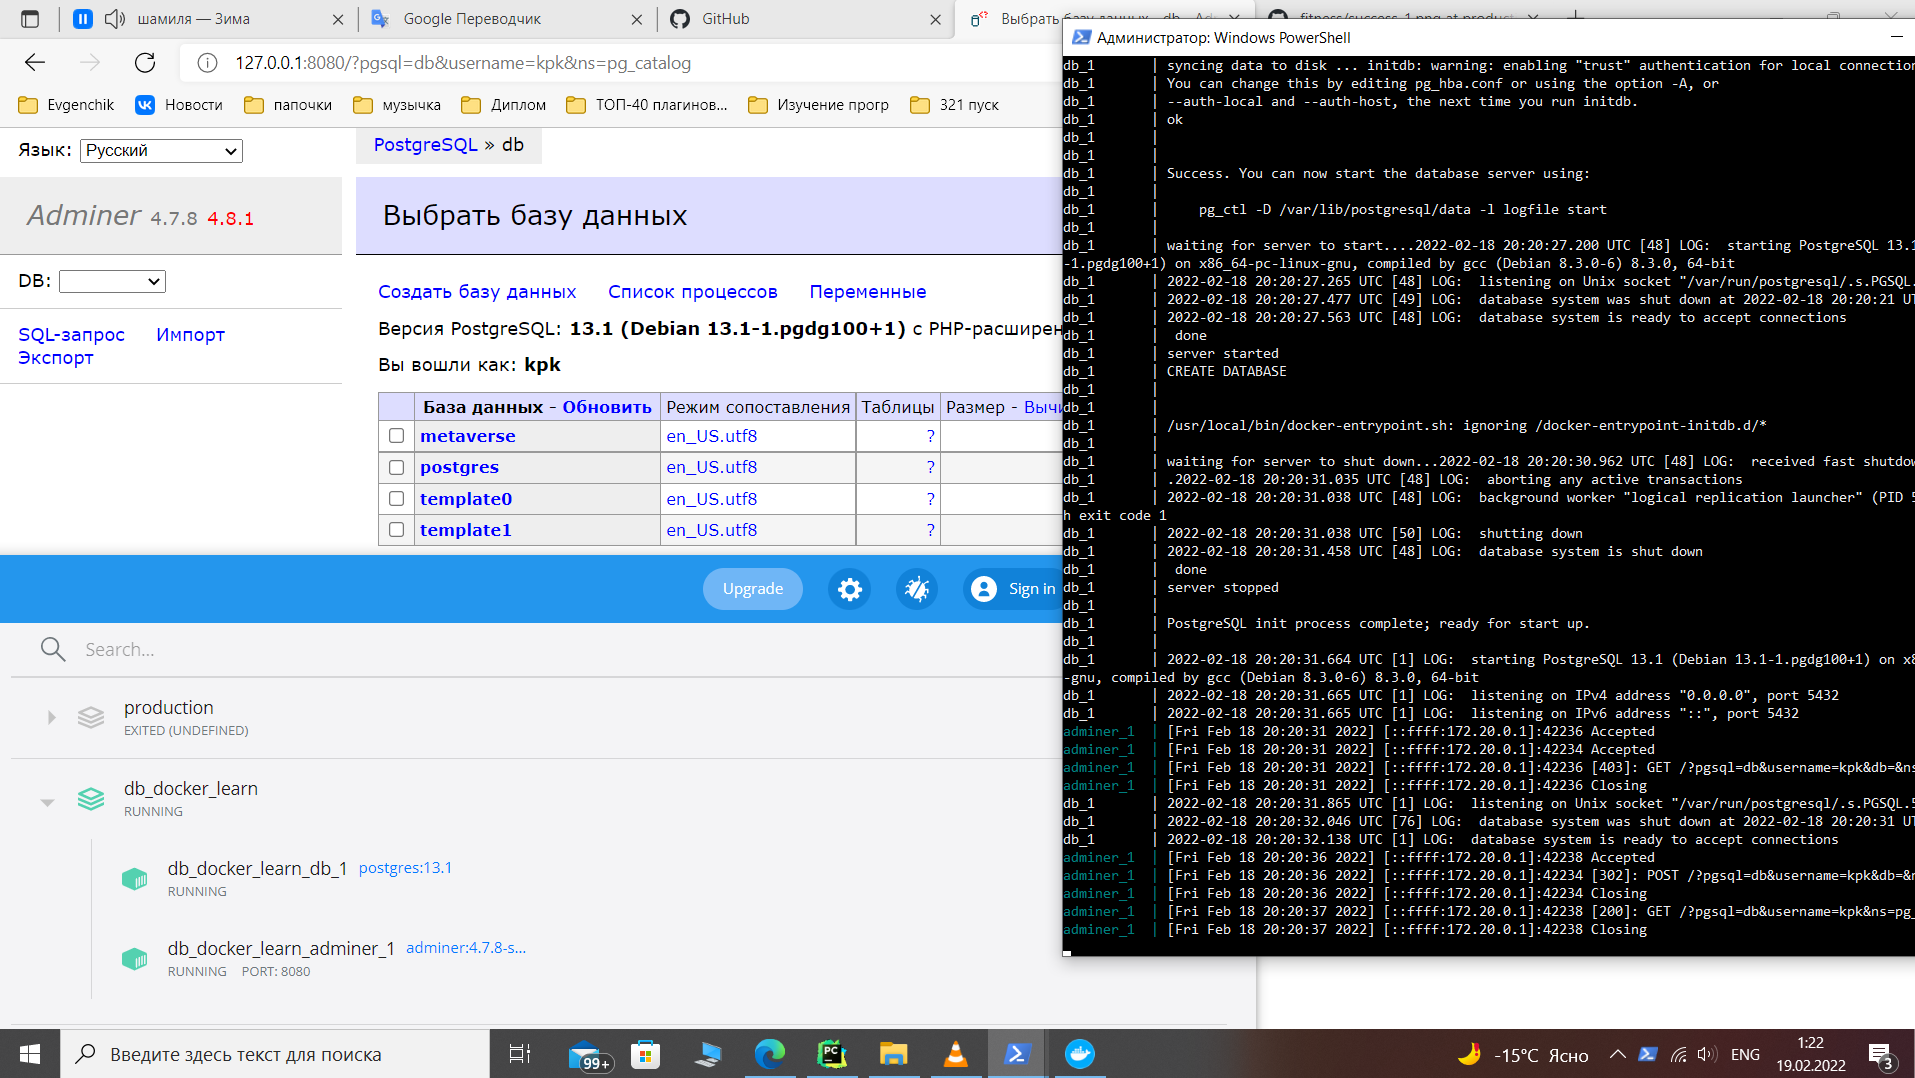 шамиля — Зима
Google Переводчик
GitHub
127.0.0.1:8080/?pgsql=db&username=kpk&ns=pg_catalog
Evgenchik
Новости
папочки
музычка
Диплом
ТОП-40 плагинов...
Изучение прогр
321 пуск
Язык: Русский
PostgreSQL » db
Adminer 4.7.8 4.8.1
Выбрать базу данных
DB:
SQL-запрос Импорт
Экспорт
Создать базу данных Список процессов Переменные
Версия PostgreSQL: 13.1 (Debian 13.1-1.pgdg100+1) с PHP-расширен
Вы вошли как: kpk
База данных - Обновить Режим сопоставления Таблицы Размер - Вычи
metaverse en_US.utf8 ?
postgres en_US.utf8 ?
template0 en_US.utf8 ?
template1 en_US.utf8 ?
Upgrade
Sign in
Search...
production
EXITED (UNDEFINED)
db_docker_learn
RUNNING
db_docker_learn_db_1 postgres:13.1
RUNNING
db_docker_learn_adminer_1 adminer:4.7.8-s...
RUNNING PORT: 8080
Администратор: Windows PowerShell
db_1 | syncing data to disk ... initdb: warning: enabling "trust" authentication for local connection
db_1 | You can change this by editing pg_hba.conf or using the option -A, or
db_1 | --auth-local and --auth-host, the next time you run initdb.
db_1 | ok
db_1 |
db_1 |
db_1 | Success. You can now start the database server using:
db_1 |
db_1 | pg_ctl -D /var/lib/postgresql/data -l logfile start
db_1 |
db_1 | waiting for server to start....2022-02-18 20:20:27.200 UTC [48] LOG: starting PostgreSQL 13.1
-1.pgdg100+1) on x86_64-pc-linux-gnu, compiled by gcc (Debian 8.3.0-6) 8.3.0, 64-bit
db_1 | 2022-02-18 20:20:27.265 UTC [48] LOG: listening on Unix socket "/var/run/postgresql/.s.PGSQL.
db_1 | 2022-02-18 20:20:27.477 UTC [49] LOG: database system was shut down at 2022-02-18 20:20:21 UT
db_1 | 2022-02-18 20:20:27.563 UTC [48] LOG: database system is ready to accept connections
db_1 | done
db_1 | server started
db_1 | CREATE DATABASE
db_1 |
db_1 |
db_1 | /usr/local/bin/docker-entrypoint.sh: ignoring /docker-entrypoint-initdb.d/*
db_1 |
db_1 | waiting for server to shut down...2022-02-18 20:20:30.962 UTC [48] LOG: received fast shutdow
db_1 | .2022-02-18 20:20:31.035 UTC [48] LOG: aborting any active transactions
db_1 | 2022-02-18 20:20:31.038 UTC [48] LOG: background worker "logical replication launcher" (PID 5
h exit code 1
db_1 | 2022-02-18 20:20:31.038 UTC [50] LOG: shutting down
db_1 | 2022-02-18 20:20:31.458 UTC [48] LOG: database system is shut down
db_1 | done
db_1 | server stopped
db_1 |
db_1 | PostgreSQL init process complete; ready for start up.
db_1 |
db_1 | 2022-02-18 20:20:31.664 UTC [1] LOG: starting PostgreSQL 13.1 (Debian 13.1-1.pgdg100+1) on x8
-gnu, compiled by gcc (Debian 8.3.0-6) 8.3.0, 64-bit
db_1 | 2022-02-18 20:20:31.665 UTC [1] LOG: listening on IPv4 address "0.0.0.0", port 5432
db_1 | 2022-02-18 20:20:31.665 UTC [1] LOG: listening on IPv6 address "::", port 5432
adminer_1 | [Fri Feb 18 20:20:31 2022] [::ffff:172.20.0.1]:42236 Accepted
adminer_1 | [Fri Feb 18 20:20:31 2022] [::ffff:172.20.0.1]:42234 Accepted
adminer_1 | [Fri Feb 18 20:20:31 2022] [::ffff:172.20.0.1]:42236 [403]: GET /?pgsql=db&username=kpk&db=&ns
adminer_1 | [Fri Feb 18 20:20:31 2022] [::ffff:172.20.0.1]:42236 Closing
db_1 | 2022-02-18 20:20:31.865 UTC [1] LOG: listening on Unix socket "/var/run/postgresql/.s.PGSQL.5
db_1 | 2022-02-18 20:20:32.046 UTC [76] LOG: database system was shut down at 2022-02-18 20:20:31 UT
db_1 | 2022-02-18 20:20:32.138 UTC [1] LOG: database system is ready to accept connections
adminer_1 | [Fri Feb 18 20:20:36 2022] [::ffff:172.20.0.1]:42238 Accepted
adminer_1 | [Fri Feb 18 20:20:36 2022] [::ffff:172.20.0.1]:42234 [302]: POST /?pgsql=db&username=kpk&db=&n
adminer_1 | [Fri Feb 18 20:20:36 2022] [::ffff:172.20.0.1]:42234 Closing
adminer_1 | [Fri Feb 18 20:20:37 2022] [::ffff:172.20.0.1]:42238 [200]: GET /?pgsql=db&username=kpk&ns=pg_
adminer_1 | [Fri Feb 18 20:20:37 2022] [::ffff:172.20.0.1]:42238 Closing
Введите здесь текст для поиска
99+
-15°C Ясно
ENG
1:22
19.02.2022
3